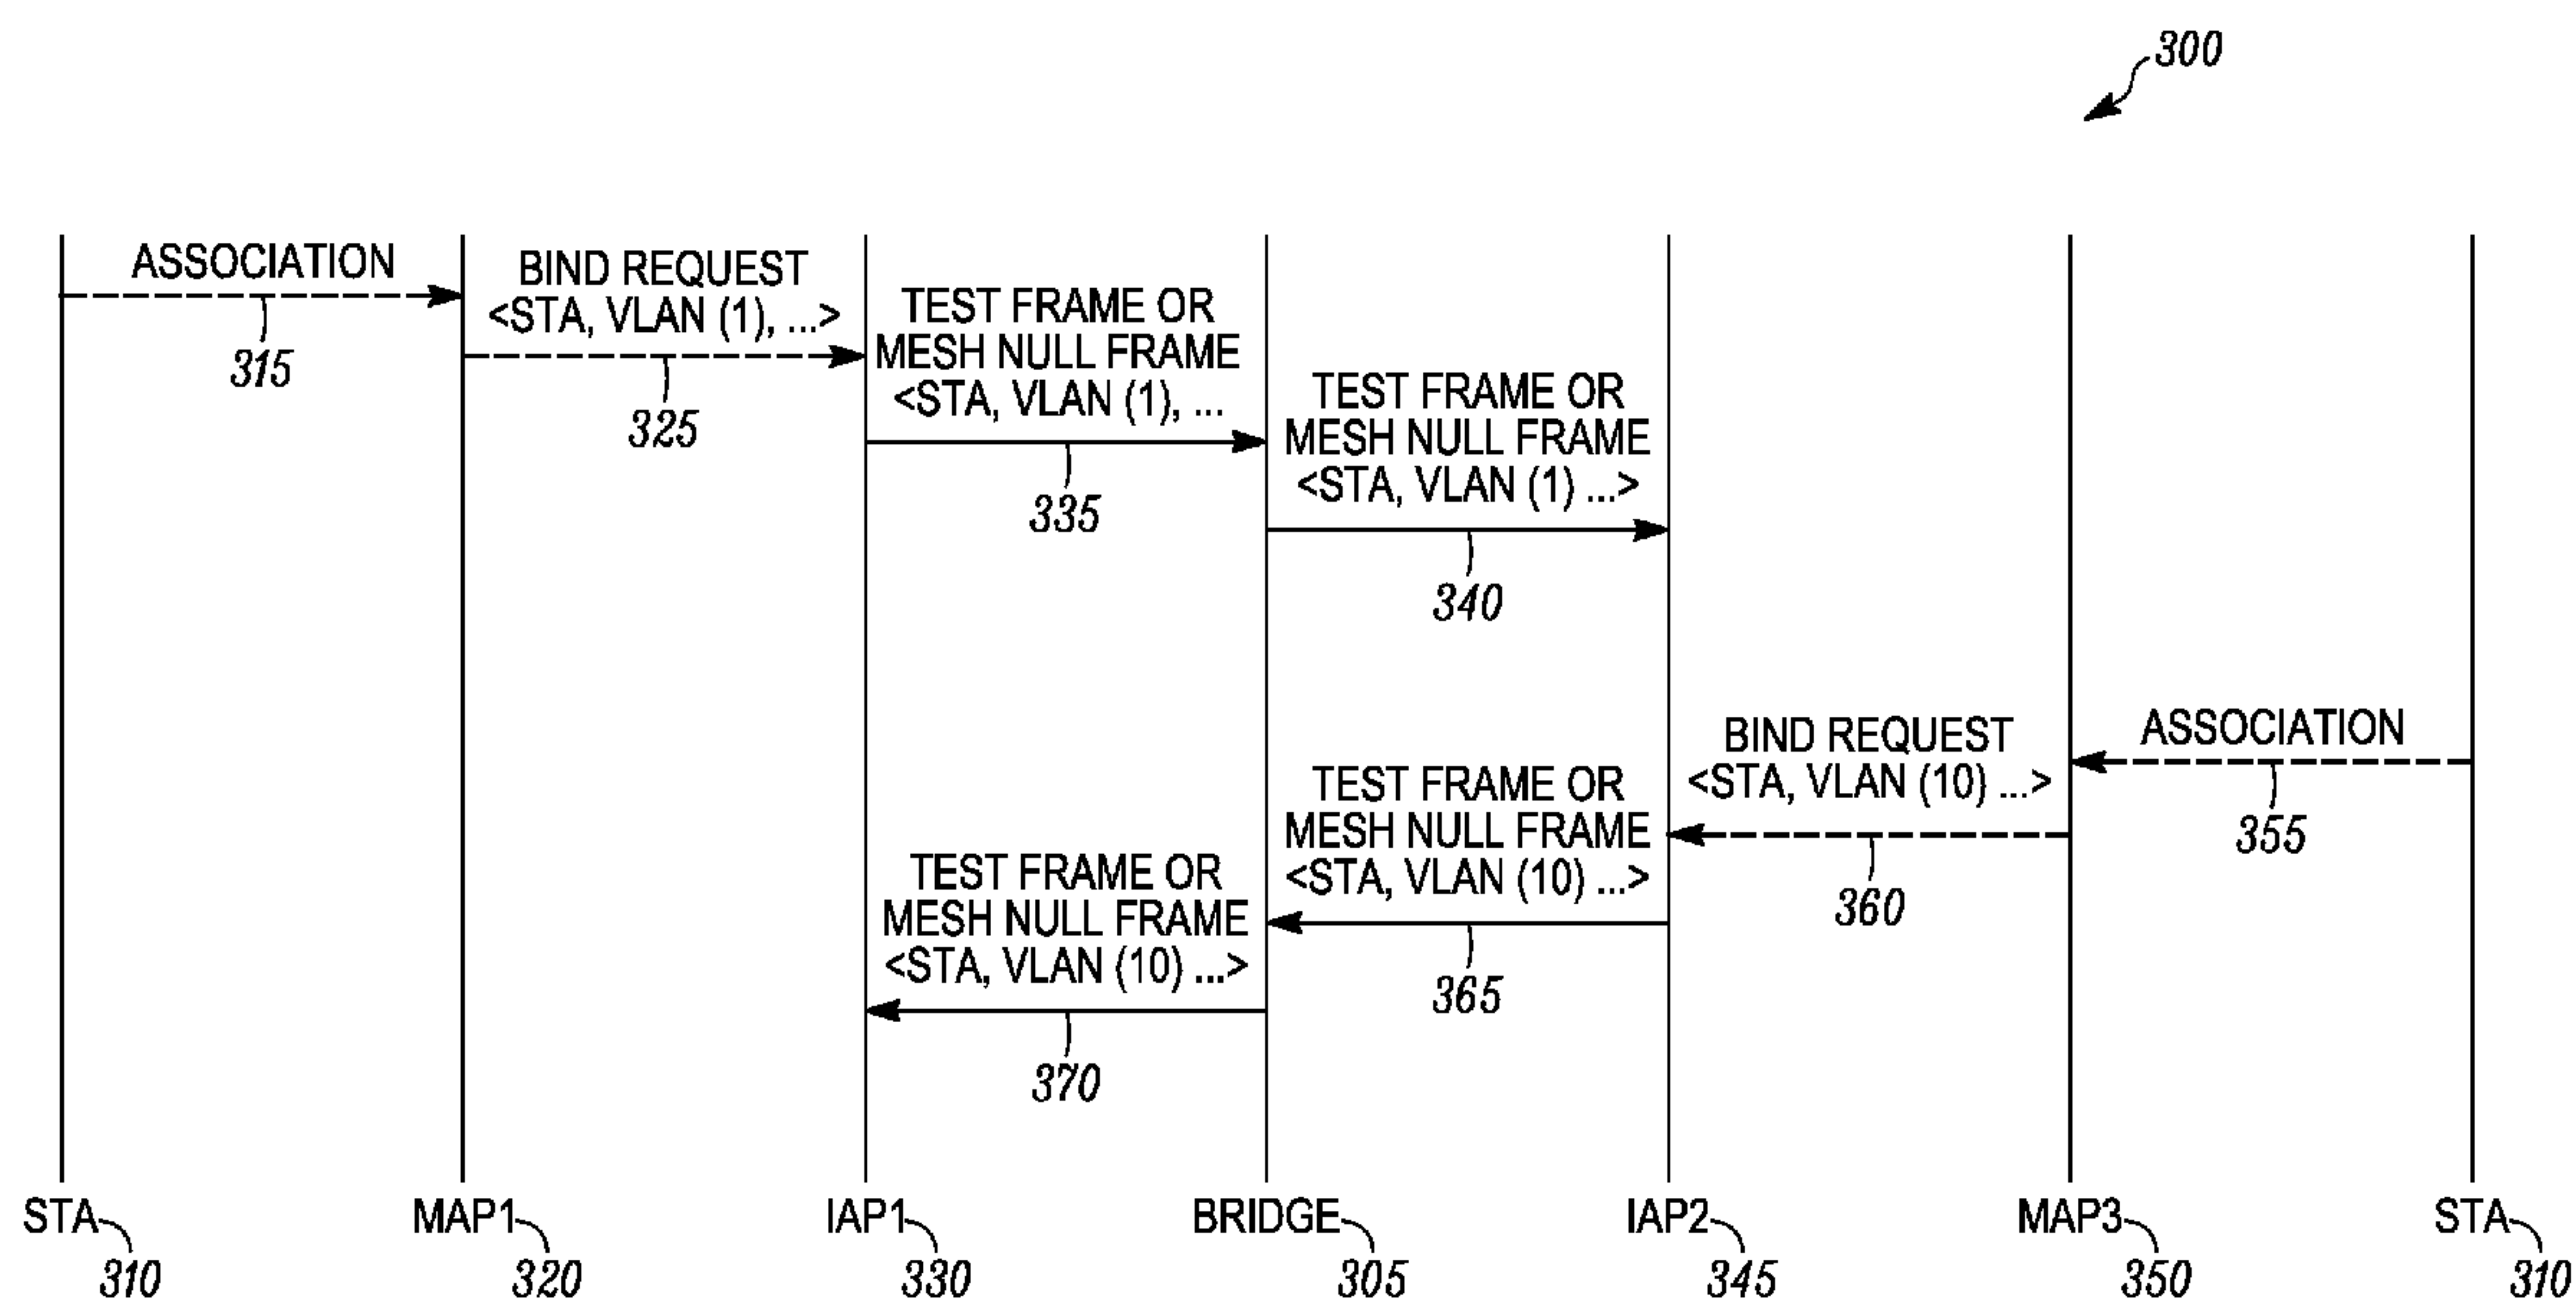 300
ASSOCIATION
315
BIND REQUEST
<STA, VLAN (1), ...>
325
TEST FRAME OR
MESH NULL FRAME
<STA, VLAN (1), ...
335
TEST FRAME OR
MESH NULL FRAME
<STA, VLAN (1) ...>
340
ASSOCIATION
355
BIND REQUEST
<STA, VLAN (10) ...>
360
TEST FRAME OR
MESH NULL FRAME
<STA, VLAN (10) ...>
365
TEST FRAME OR
MESH NULL FRAME
<STA, VLAN (10) ...>
370
STA
310
MAP1
320
IAP1
330
BRIDGE
305
IAP2
345
MAP3
350
STA
310